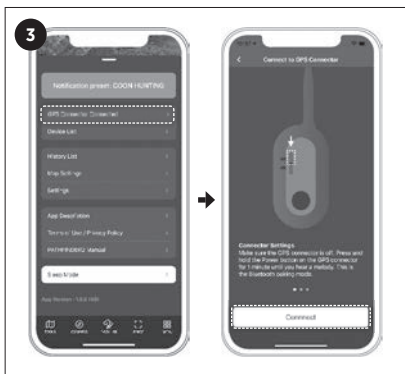 3
Notification preset: COON HUNTING
GPS Connector Connected
Device List
History List
Map Settings
Settings
App Description
Terms of Use / Privacy Policy
PATHFINDER2 Manual
Sleep Mode
Connect to GPS Connector
Connector Settings
Make sure the GPS connector is off. Press and
hold the Power button on the GPS connector
for 1 minute until you hear a melody. This is
the Bluetooth pairing mode.
Connect